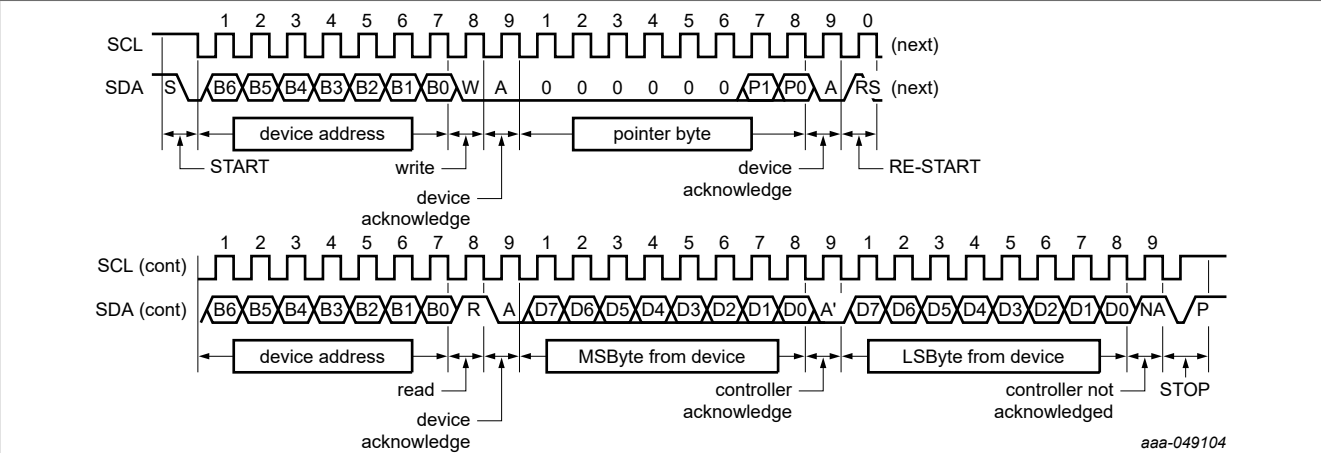 1 2 3 4 5 6 7 8 9 1 2 3 4 5 6 7 8 9 0
SCL (next)
SDA S B6 B5 B4 B3 B2 B1 B0 W A 0 0 0 0 0 0 P1 P0 A RS (next)
device address pointer byte
START write device RE-START
acknowledge
device
acknowledge
1 2 3 4 5 6 7 8 9 1 2 3 4 5 6 7 8 9 1 2 3 4 5 6 7 8 9
SCL (cont)
SDA (cont) B6 B5 B4 B3 B2 B1 B0 R A D7 D6 D5 D4 D3 D2 D1 D0 A' D7 D6 D5 D4 D3 D2 D1 D0 NA P
device address MSByte from device LSByte from device
read controller controller not STOP
acknowledge acknowledged
device
acknowledge
aaa-049104